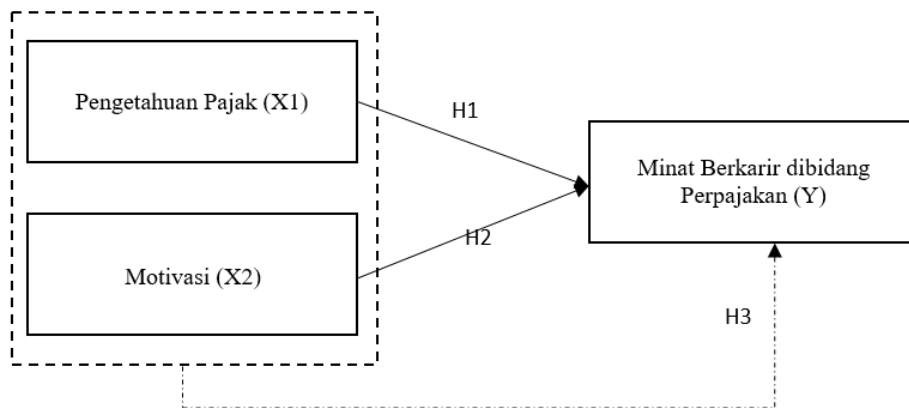 Pengetahuan Pajak (X1)
H1
Minat Berkarir dibidang
Perpajakan (Y)
H2
Motivasi (X2)
H3